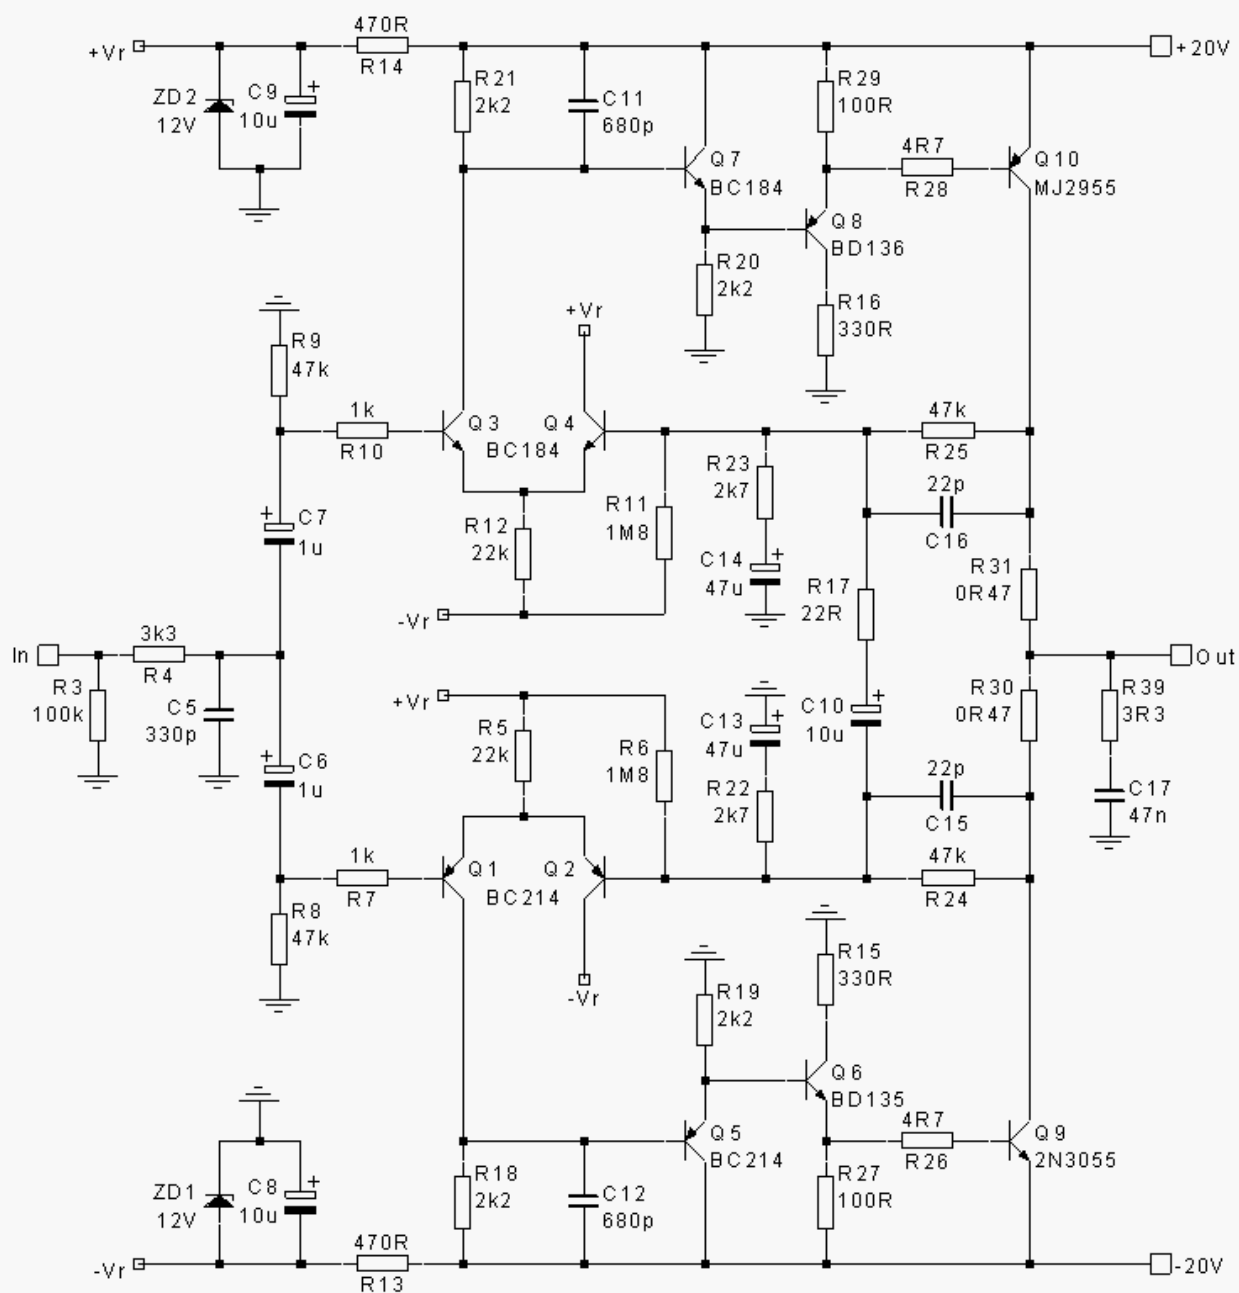 470R
+Vr
R14
+20V
ZD2
12V
C9
10u
R21
2k2
C11
680p
R29
100R
Q7
BC184
4R7
R28
Q10
MJ2955
Q8
BD136
R20
2k2
R16
330R
+Vr
R9
47k
1k
R10
Q3
Q4
BC184
47k
R25
R23
2k7
22p
C16
R11
1M8
R12
22k
C7
1u
C14
47u
R17
22R
R31
0R47
-Vr
In
3k3
R4
Out
R3
100k
C5
330p
+Vr
R5
22k
R6
1M8
C13
47u
C10
10u
R30
0R47
R39
3R3
C6
1u
R22
2k7
22p
C15
C17
47n
1k
R7
Q1
Q2
BC214
47k
R24
R8
47k
-Vr
R15
330R
R19
2k2
Q6
BD135
Q5
BC214
4R7
R26
Q9
2N3055
ZD1
12V
C8
10u
R18
2k2
C12
680p
R27
100R
470R
-Vr
R13
-20V